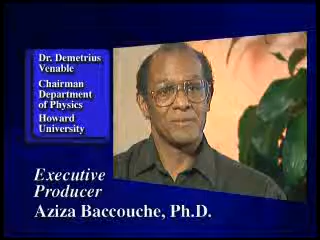 Dr. Demetrius
Venable
Chairman
Department
of Physics
Howard
University
Executive
Producer
Aziza Baccouche, Ph.D.